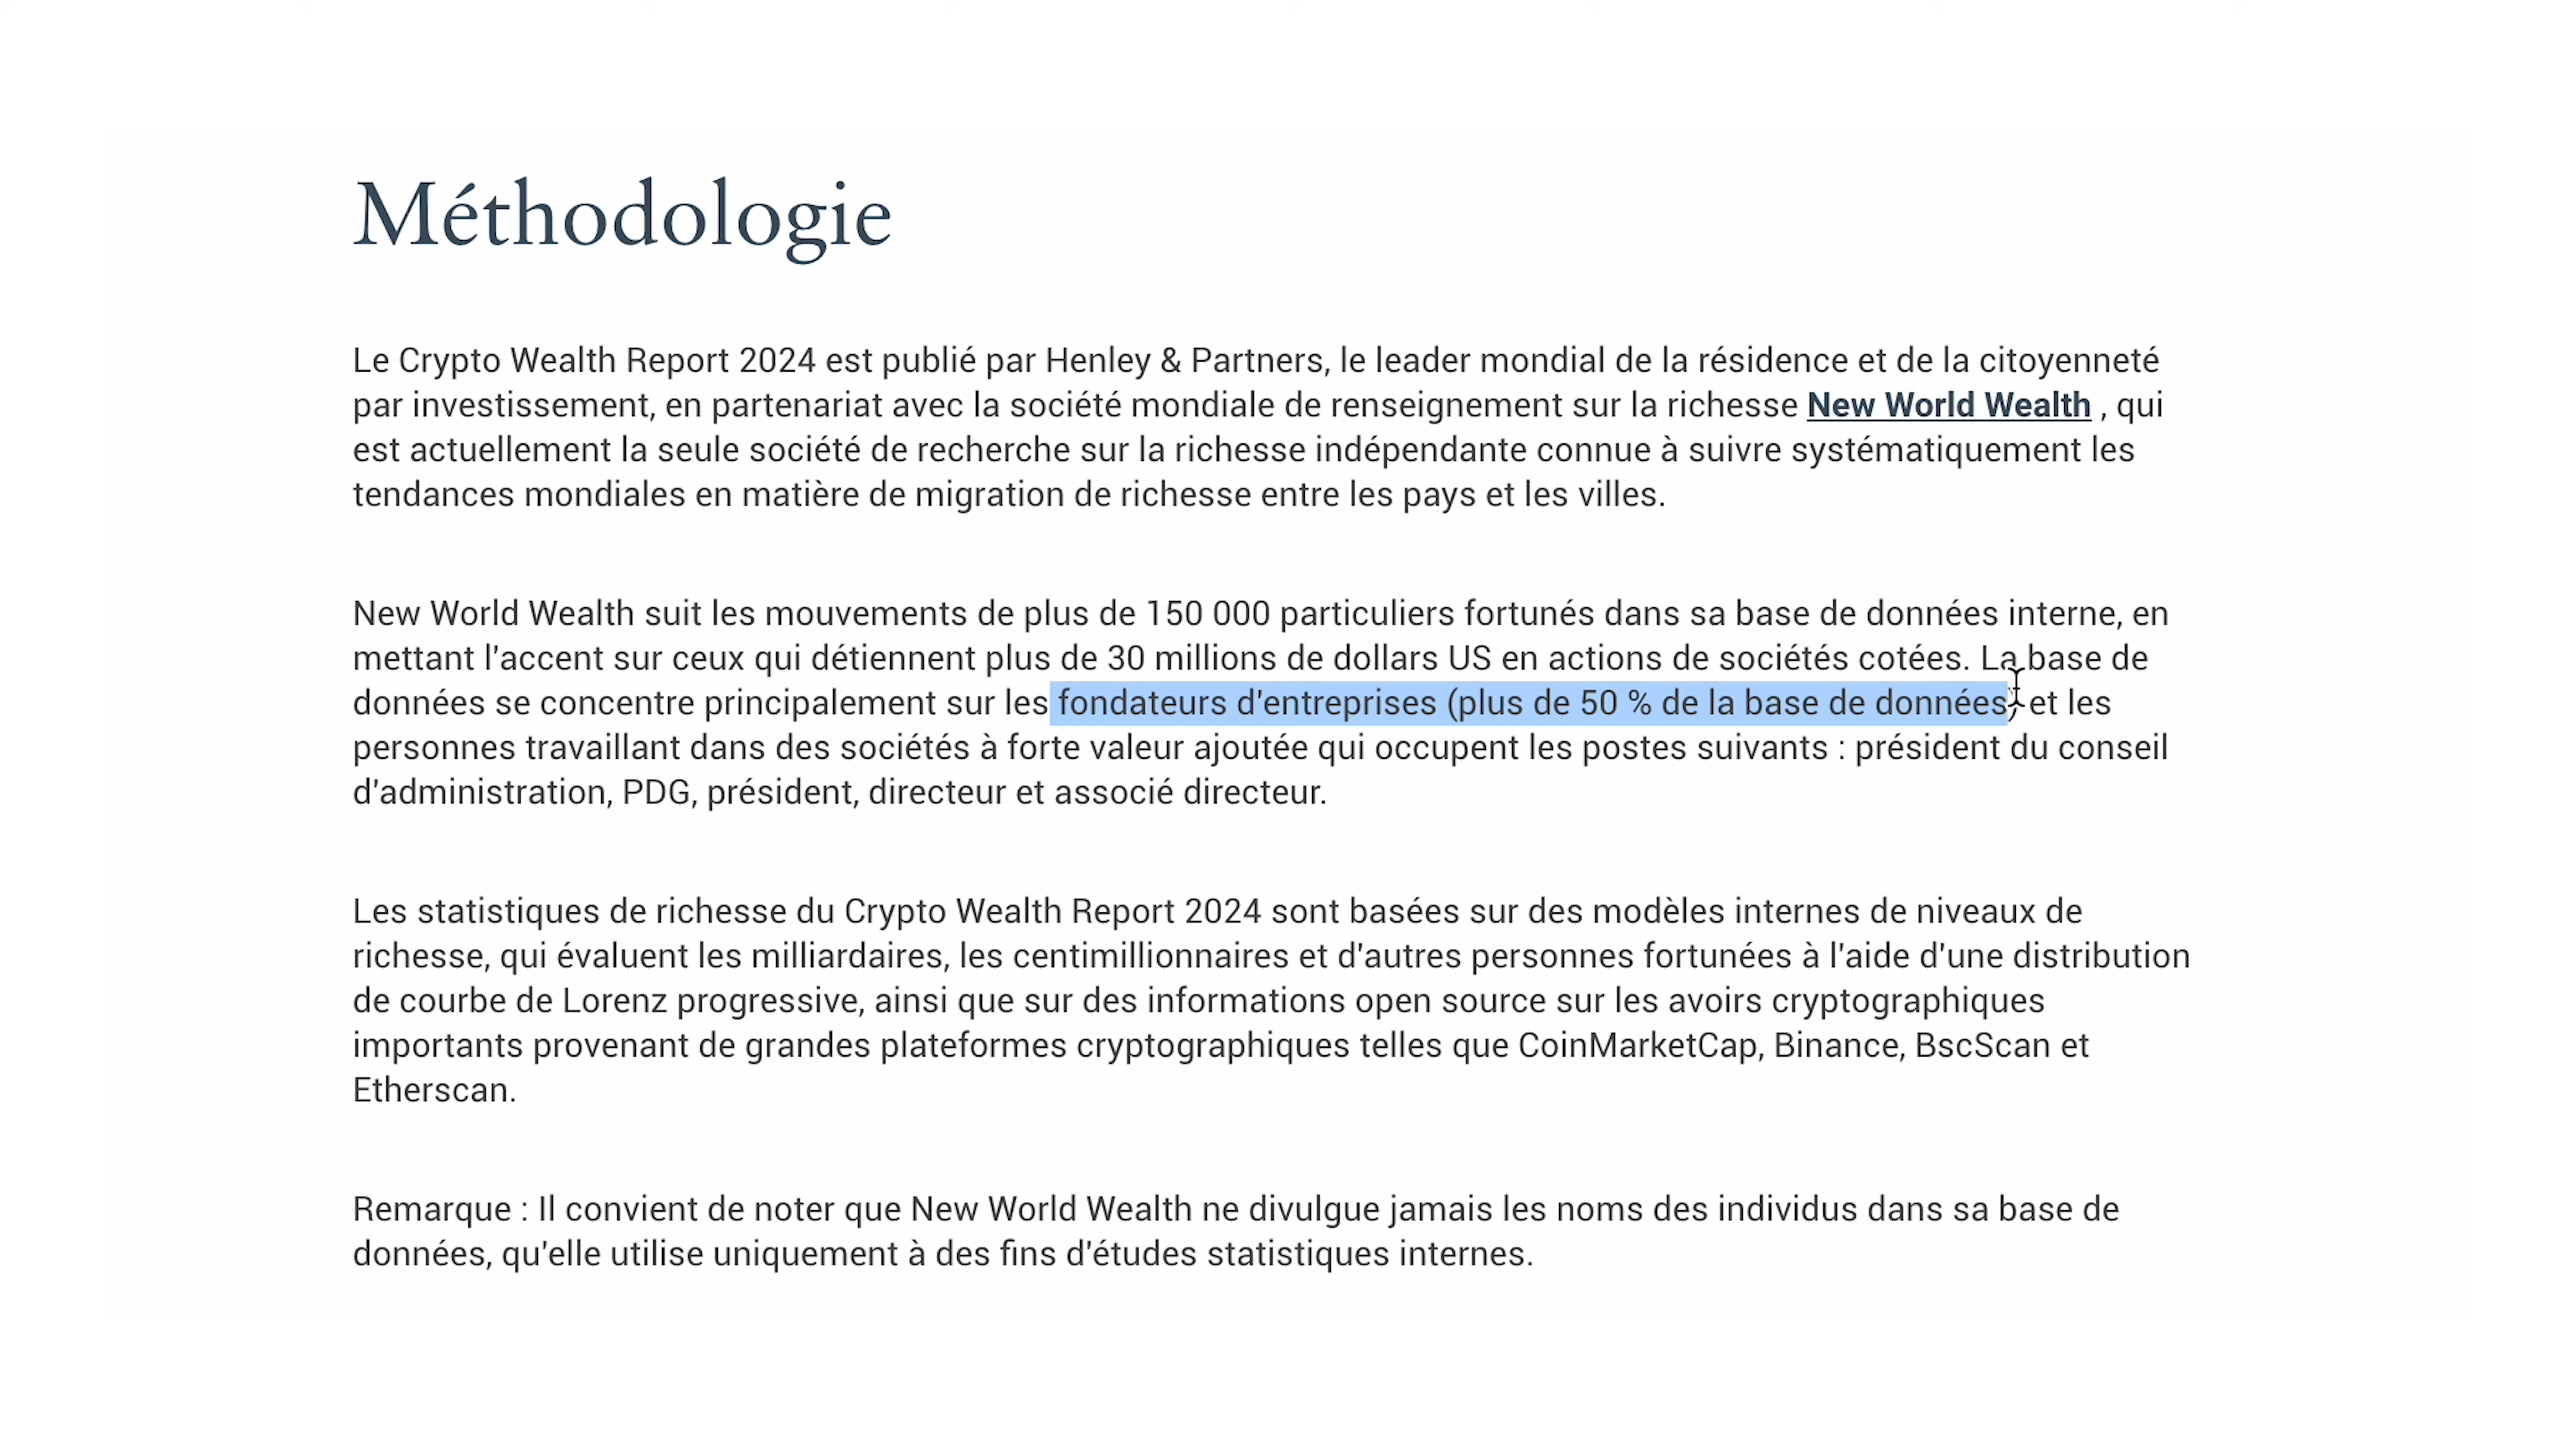 Méthodologie
Le Crypto Wealth Report 2024 est publié par Henley & Partners, le leader mondial de la résidence et de la citoyenneté
par investissement, en partenariat avec la société mondiale de renseignement sur la richesse New World Wealth , qui
est actuellement la seule société de recherche sur la richesse indépendante connue à suivre systématiquement les
tendances mondiales en matière de migration de richesse entre les pays et les villes.
New World Wealth suit les mouvements de plus de 150 000 particuliers fortunés dans sa base de données interne, en
mettant l'accent sur ceux qui détiennent plus de 30 millions de dollars US en actions de sociétés cotées. La base de
données se concentre principalement sur les fondateurs d'entreprises (plus de 50 % de la base de données) et les
personnes travaillant dans des sociétés à forte valeur ajoutée qui occupent les postes suivants : président du conseil
d'administration, PDG, président, directeur et associé directeur.
Les statistiques de richesse du Crypto Wealth Report 2024 sont basées sur des modèles internes de niveaux de
richesse, qui évaluent les milliardaires, les centimillionnaires et d'autres personnes fortunées à l'aide d'une distribution
de courbe de Lorenz progressive, ainsi que sur des informations open source sur les avoirs cryptographiques
importants provenant de grandes plateformes cryptographiques telles que CoinMarketCap, Binance, BscScan et
Etherscan.
Remarque : Il convient de noter que New World Wealth ne divulgue jamais les noms des individus dans sa base de
données, qu'elle utilise uniquement à des fins d'études statistiques internes.